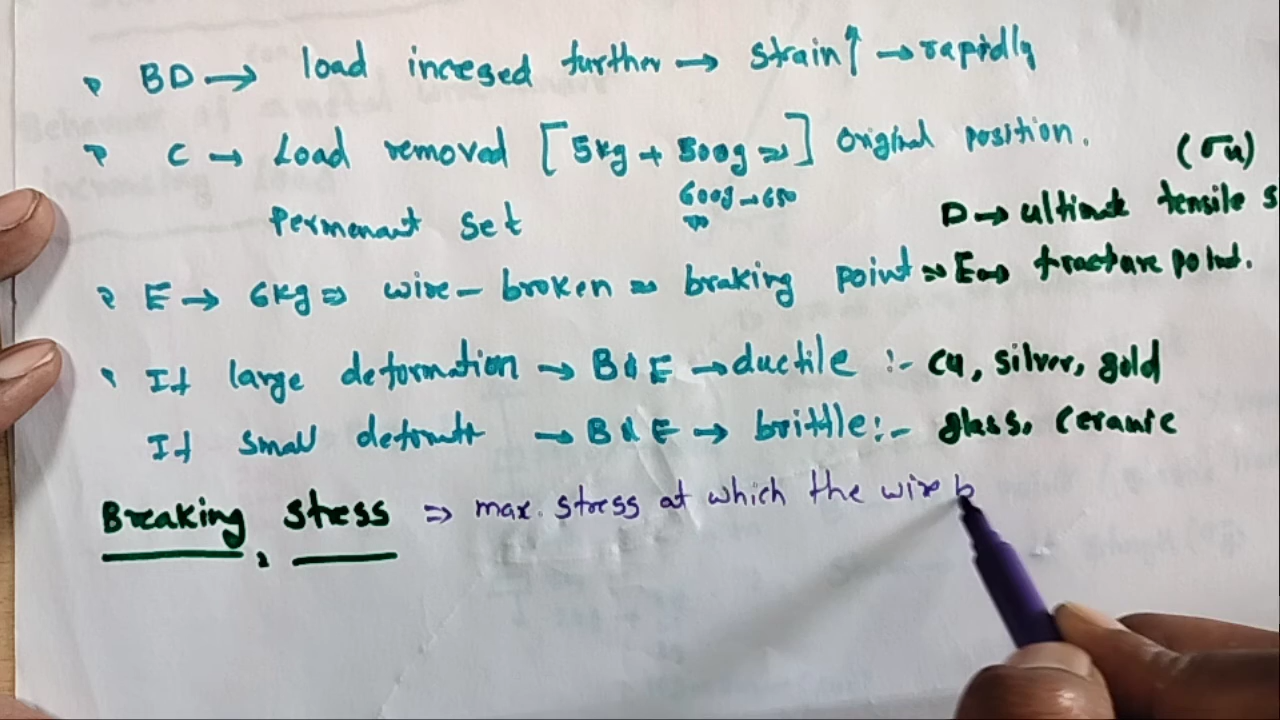 BD → load incresed further → strain↑ → rapidly
C → Load removed [5kg + 500g ⇒] original position.
600g → 650
(σu)
Permenant set
D → ultimate tensile s
E → 6kg ⇒ wire - broken ⇒ braking point ⇒ E → fracture point.
If large deformation → B & E → ductile :- Cu, silver, gold
If small → B & E → brittle :- glass, ceramic
Breaking stress ⇒ max. stress at which the wire b